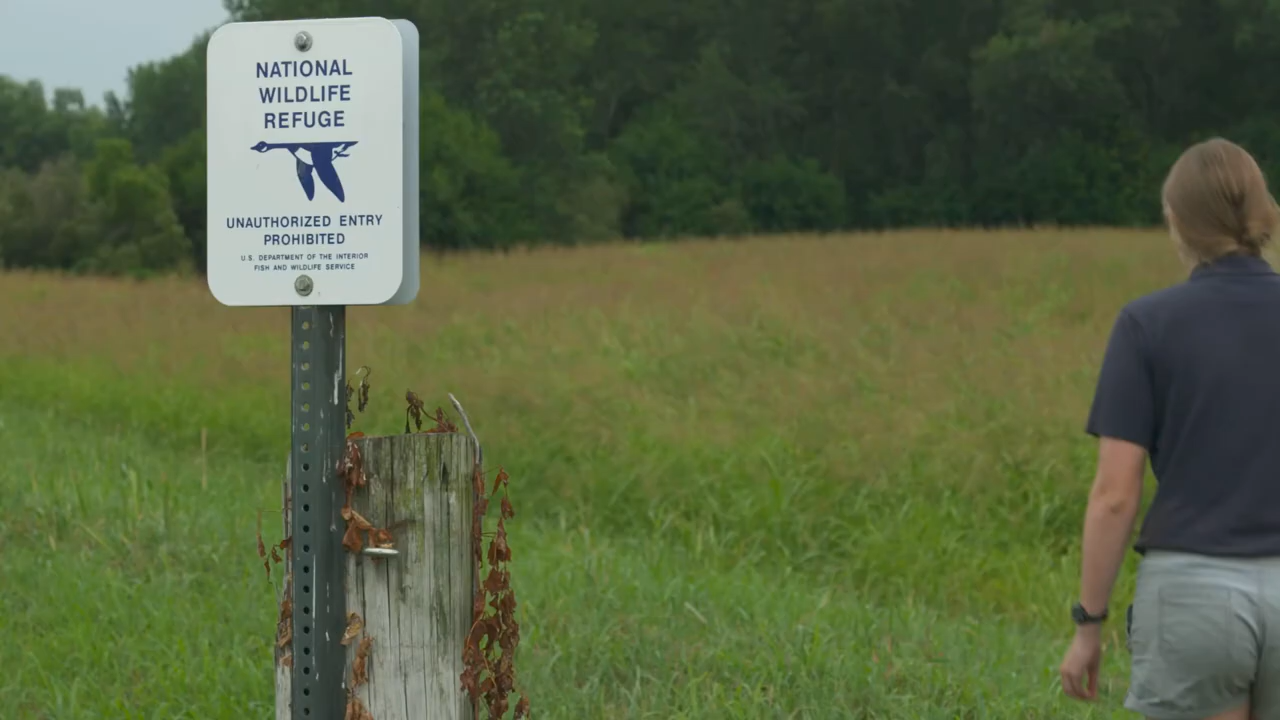 NATIONAL
WILDLIFE
REFUGE
UNAUTHORIZED ENTRY
PROHIBITED
U.S. DEPARTMENT OF THE INTERIOR
FISH AND WILDLIFE SERVICE